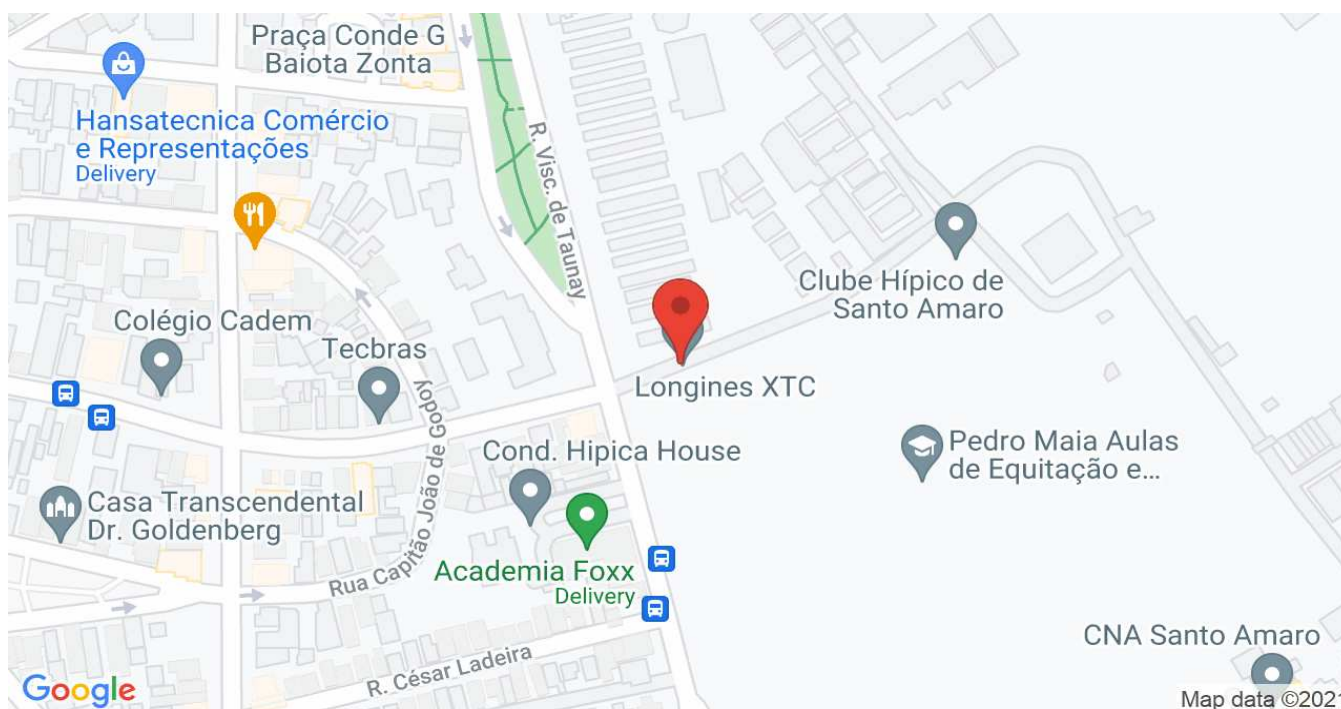 Praça Conde G
Baiota Zonta
Hansatecnica Comércio
e Representações
Delivery
R. Visc. de Taunay
Clube Hípico de
Santo Amaro
Colégio Cadem
Tecbras
Longines XTC
Rua Capitão João de Godoy
Cond. Hipica House
Pedro Maia Aulas
de Equitação e...
Casa Transcendental
Dr. Goldenberg
Academia Foxx
Delivery
R. César Ladeira
CNA Santo Amaro
Google
Map data ©2021